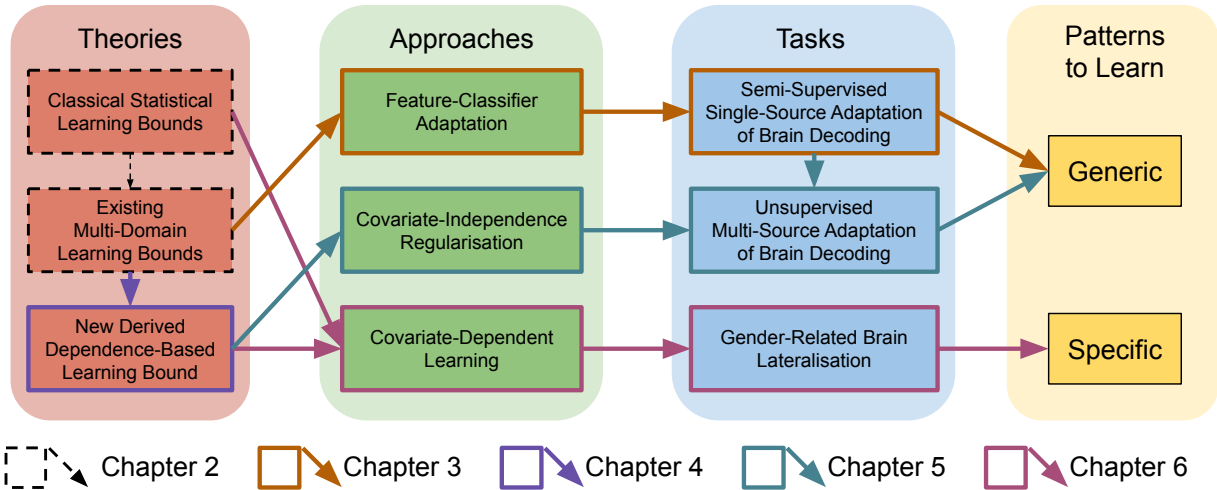 Theories
Classical Statistical
Learning Bounds
Existing
Multi-Domain
Learning Bounds
New Derived
Dependence-Based
Learning Bound
Approaches
Feature-Classifier
Adaptation
Covariate-Independence
Regularisation
Covariate-Dependent
Learning
Tasks
Semi-Supervised
Single-Source Adaptation
of Brain Decoding
Unsupervised
Multi-Source Adaptation
of Brain Decoding
Gender-Related Brain
Lateralisation
Patterns
to Learn
Generic
Specific
Chapter 2
Chapter 3
Chapter 4
Chapter 5
Chapter 6